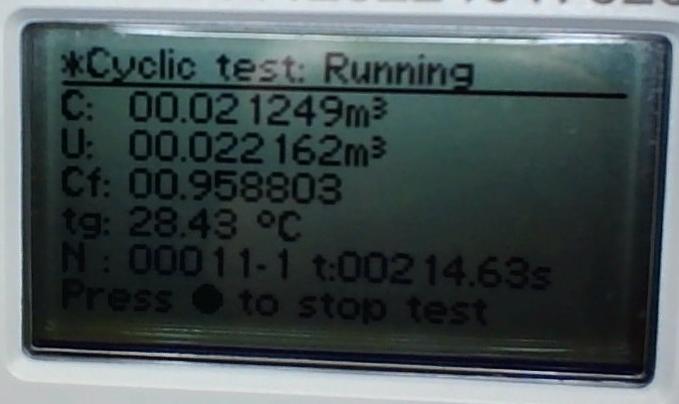 *Cyclic test: Running
C: 00.021249m³
U: 00.022162m³
Cf: 00.958803
tg: 28.43 °C
N : 00011-1 t:00214.63s
Press ● to stop test